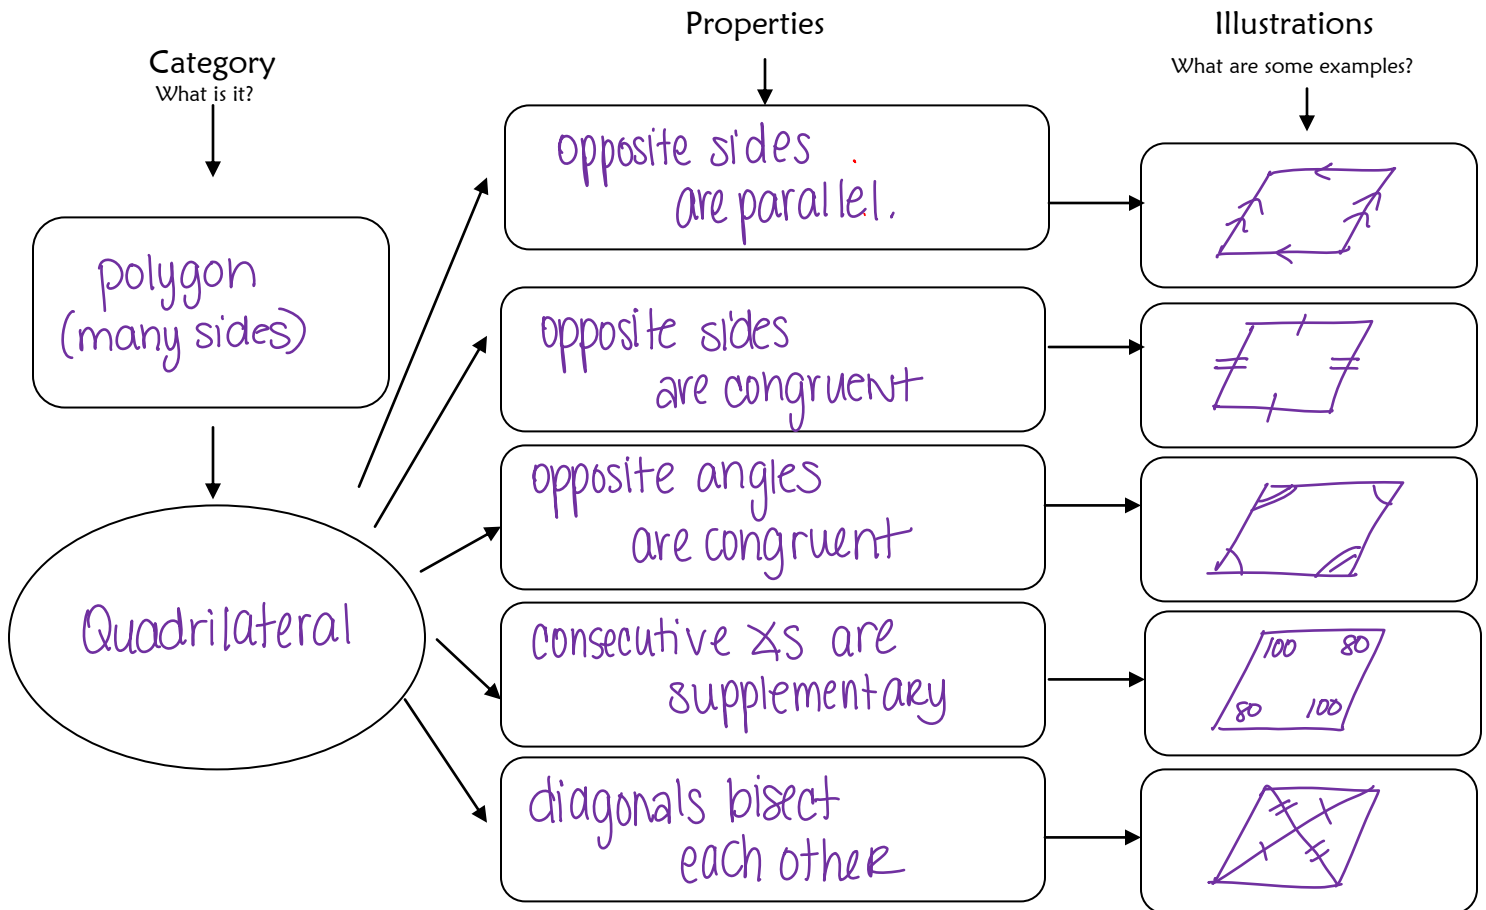 Properties
Illustrations
Category
What is it?
What are some examples?
opposite sides
are parallel.
polygon
(many sides)
opposite sides
are congruent
opposite angles
are congruent
Quadrilateral
consecutive ∡s are
supplementary
100 80
80 100
diagonals bisect
each other